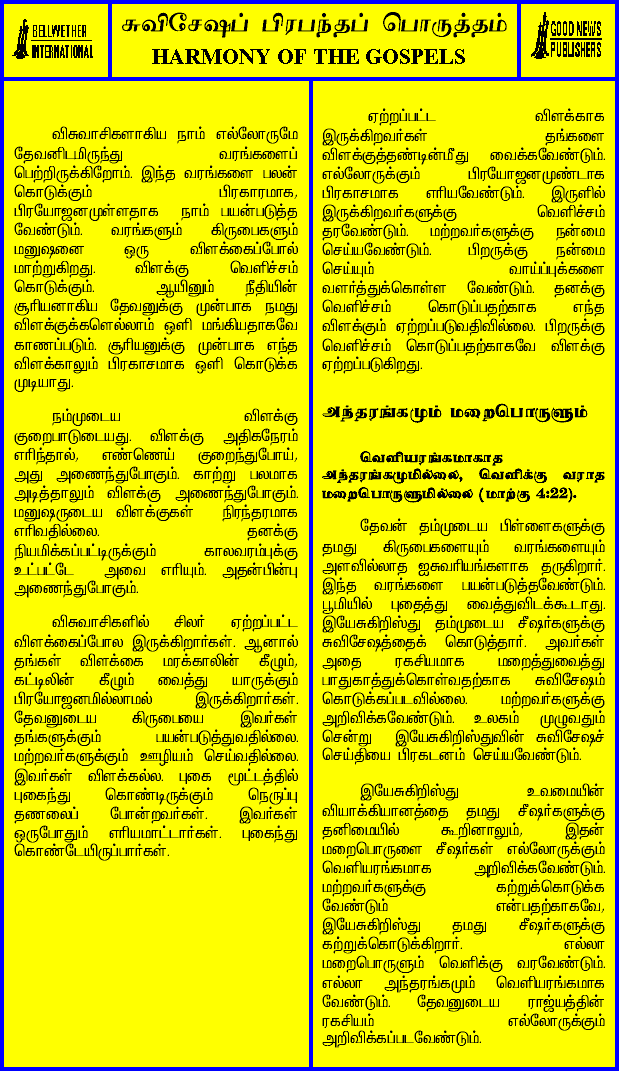 BELLWETHER
INTERNATIONAL
சுவிசேஷப் பிரபந்தப் பொருத்தம்
HARMONY OF THE GOSPELS
GOOD NEWS
PUBLISHERS
விசுவாசிகளாகிய நாம் எல்லோருமே
தேவனிடமிருந்து வரங்களைப்
பெற்றிருக்கிறோம். இந்த வரங்களை பலன்
கொடுக்கும் பிரகாரமாக,
பிரயோஜனமுள்ளதாக நாம் பயன்படுத்த
வேண்டும். வரங்களும் கிருபைகளும்
மனுஷனை ஒரு விளக்கைப்போல்
மாற்றுகிறது. விளக்கு வெளிச்சம்
கொடுக்கும். ஆயினும் நீதியின்
சூரியனாகிய தேவனுக்கு முன்பாக நமது
விளக்குக்களெல்லாம் ஒளி மங்கியதாகவே
காணப்படும். சூரியனுக்கு முன்பாக எந்த
விளக்காலும் பிரகாசமாக ஒளி கொடுக்க
முடியாது.
நம்முடைய விளக்கு
குறைபாடுடையது. விளக்கு அதிகநேரம்
எரிந்தால், எண்ணெய் குறைந்துபோய்,
அது அணைந்துபோகும். காற்று பலமாக
அடித்தாலும் விளக்கு அணைந்துபோகும்.
மனுஷருடைய விளக்குகள் நிரந்தரமாக
எரிவதில்லை. தனக்கு
நியமிக்கப்பட்டிருக்கும் காலவரம்புக்கு
உட்பட்டே அவை எரியும். அதன்பின்பு
அணைந்துபோகும்.
விசுவாசிகளில் சிலர் ஏற்றப்பட்ட
விளக்கைப்போல இருக்கிறார்கள். ஆனால்
தங்கள் விளக்கை மரக்காலின் கீழும்,
கட்டிலின் கீழும் வைத்து யாருக்கும்
பிரயோஜனமில்லாமல் இருக்கிறார்கள்.
தேவனுடைய கிருபையை இவர்கள்
தங்களுக்கும் பயன்படுத்துவதில்லை.
மற்றவர்களுக்கும் ஊழியம் செய்வதில்லை.
இவர்கள் விளக்கல்ல. புகை மூட்டத்தில்
புகைந்து கொண்டிருக்கும் நெருப்பு
தணலைப் போன்றவர்கள். இவர்கள்
ஒருபோதும் எரியமாட்டார்கள். புகைந்து
கொண்டேயிருப்பார்கள்.
ஏற்றப்பட்ட விளக்காக
இருக்கிறவர்கள் தங்களை
விளக்குத்தண்டின்மீது வைக்கவேண்டும்.
எல்லோருக்கும் பிரயோஜனமுண்டாக
பிரகாசமாக எரியவேண்டும். இருளில்
இருக்கிறவர்களுக்கு வெளிச்சம்
தரவேண்டும். மற்றவர்களுக்கு நன்மை
செய்யவேண்டும். பிறருக்கு நன்மை
செய்யும் வாய்ப்புக்களை
வளர்த்துக்கொள்ள வேண்டும். தனக்கு
வெளிச்சம் கொடுப்பதற்காக எந்த
விளக்கும் ஏற்றப்படுவதிவில்லை. பிறருக்கு
வெளிச்சம் கொடுப்பதற்காகவே விளக்கு
ஏற்றப்படுகிறது.
அந்தரங்கமும் மறைபொருளும்
வெளியரங்கமாகாத
அந்தரங்கமுமில்லை, வெளிக்கு வராத
மறைபொருளுமில்லை (மாற்கு 4:22).
தேவன் தம்முடைய பிள்ளைகளுக்கு
தமது கிருபைகளையும் வரங்களையும்
அளவில்லாத ஐசுவரியங்களாக தருகிறார்.
இந்த வரங்களை பயன்படுத்தவேண்டும்.
பூமியில் புதைத்து வைத்துவிடக்கூடாது.
இயேசுகிறிஸ்து தம்முடைய சீஷர்களுக்கு
சுவிசேஷத்தைக் கொடுத்தார். அவர்கள்
அதை ரகசியமாக மறைத்துவைத்து
பாதுகாத்துக்கொள்வதற்காக சுவிசேஷம்
கொடுக்கப்படவில்லை. மற்றவர்களுக்கு
அறிவிக்கவேண்டும். உலகம் முழுவதும்
சென்று இயேசுகிறிஸ்துவின் சுவிசேஷச்
செய்தியை பிரகடனம் செய்யவேண்டும்.
இயேசுகிறிஸ்து உவமையின்
வியாக்கியானத்தை தமது சீஷர்களுக்கு
தனிமையில் கூறினாலும், இதன்
மறைபொருளை சீஷர்கள் எல்லோருக்கும்
வெளியரங்கமாக அறிவிக்கவேண்டும்.
மற்றவர்களுக்கு கற்றுக்கொடுக்க
வேண்டும் என்பதற்காகவே,
இயேசுகிறிஸ்து தமது சீஷர்களுக்கு
கற்றுக்கொடுக்கிறார். எல்லா
மறைபொருளும் வெளிக்கு வரவேண்டும்.
எல்லா அந்தரங்கமும் வெளியரங்கமாக
வேண்டும். தேவனுடைய ராஜ்யத்தின்
ரகசியம் எல்லோருக்கும்
அறிவிக்கப்படவேண்டும்.